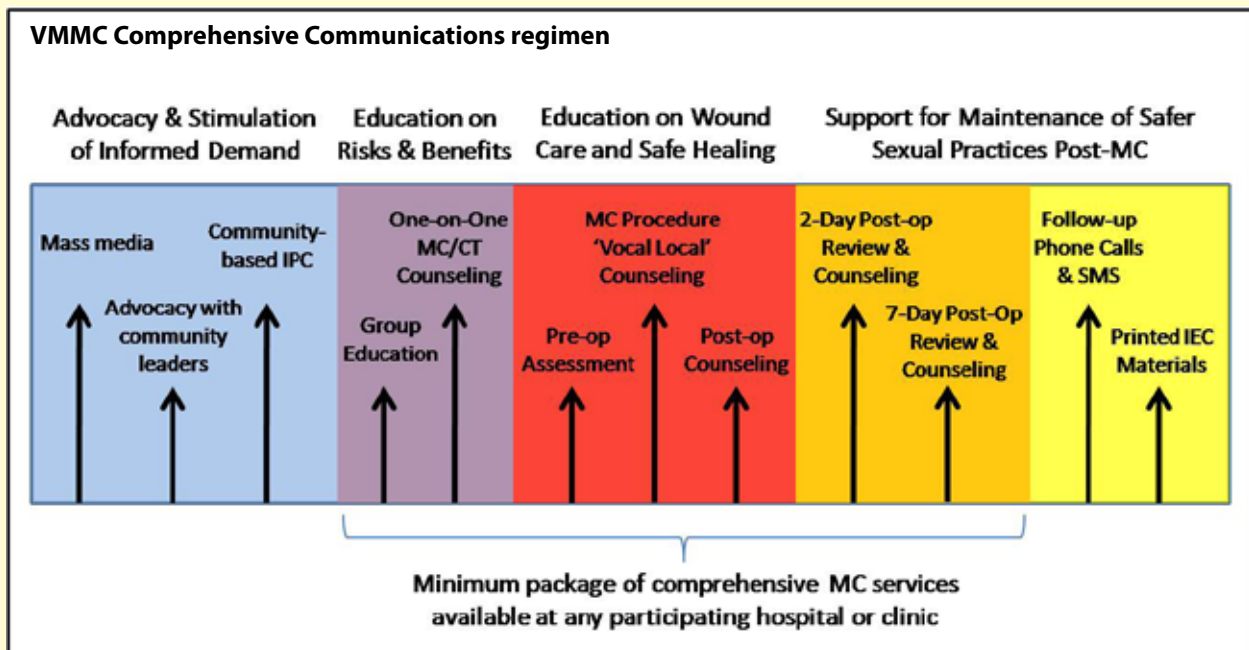 VMMC Comprehensive Communications regimen
Advocacy & Stimulation
of Informed Demand
Education on
Risks & Benefits
Education on Wound
Care and Safe Healing
Support for Maintenance of Safer
Sexual Practices Post-MC
Mass media
Advocacy with
community
leaders
Community-
based IPC
Group
Education
One-on-One
MC/CT
Counseling
Pre-op
Assessment
MC Procedure
'Vocal Local'
Counseling
Post-op
Counseling
2-Day Post-op
Review &
Counseling
7-Day Post-Op
Review &
Counseling
Follow-up
Phone Calls
& SMS
Printed IEC
Materials
Minimum package of comprehensive MC services
available at any participating hospital or clinic